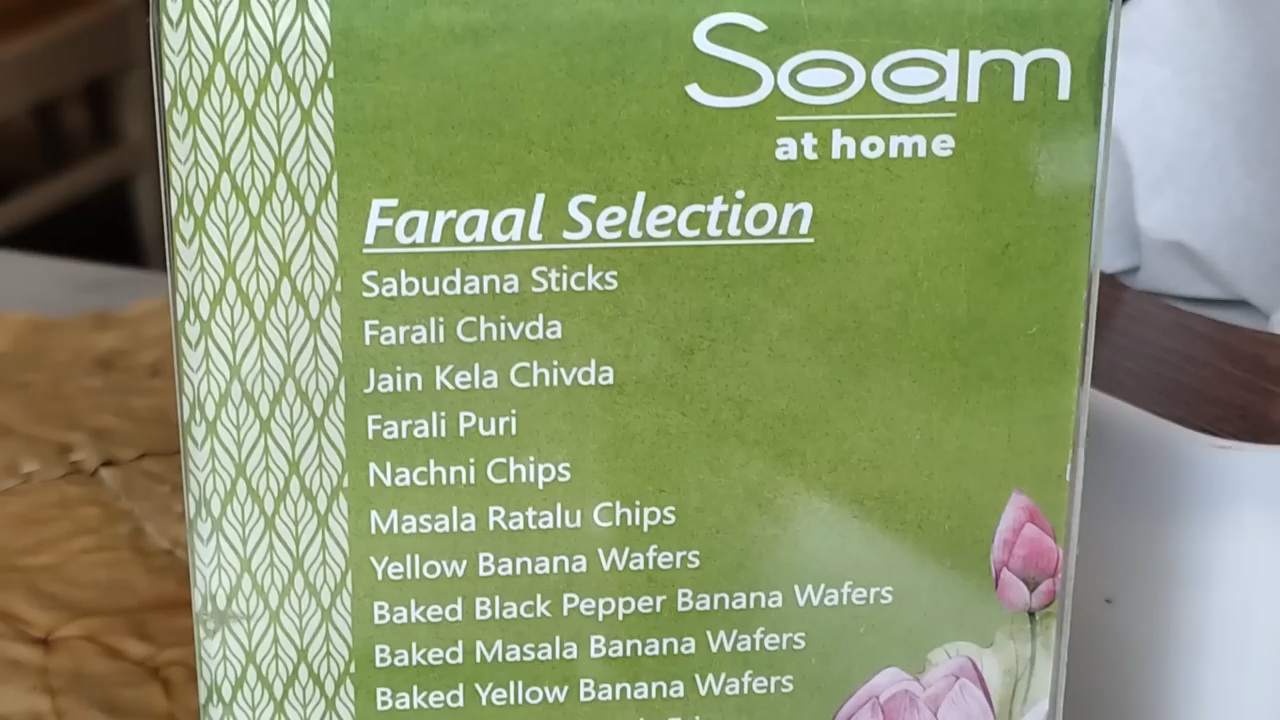 Soam
at home
Faraal Selection
Sabudana Sticks
Farali Chivda
Jain Kela Chivda
Farali Puri
Nachni Chips
Masala Ratalu Chips
Yellow Banana Wafers
Baked Black Pepper Banana Wafers
Baked Masala Banana Wafers
Baked Yellow Banana Wafers